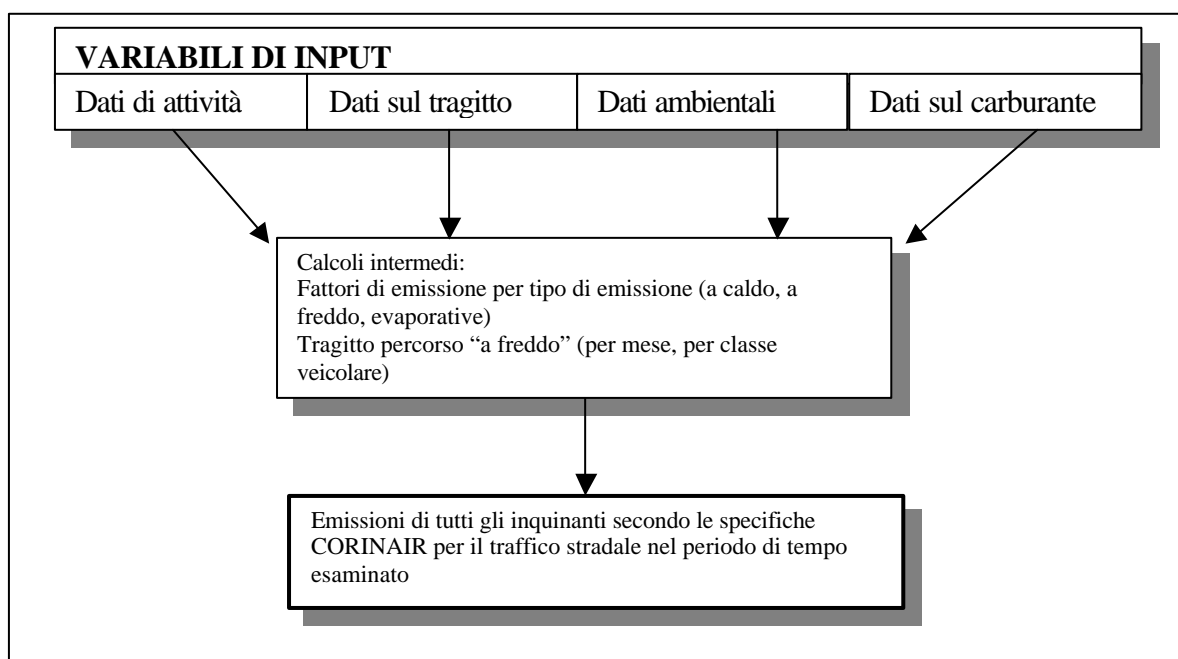 VARIABILI DI INPUT
Dati di attività
Dati sul tragitto
Dati ambientali
Dati sul carburante
Calcoli intermedi:
Fattori di emissione per tipo di emissione (a caldo, a
freddo, evaporative)
Tragitto percorso “a freddo” (per mese, per classe
veicolare)
Emissioni di tutti gli inquinanti secondo le specifiche
CORINAIR per il traffico stradale nel periodo di tempo
esaminato